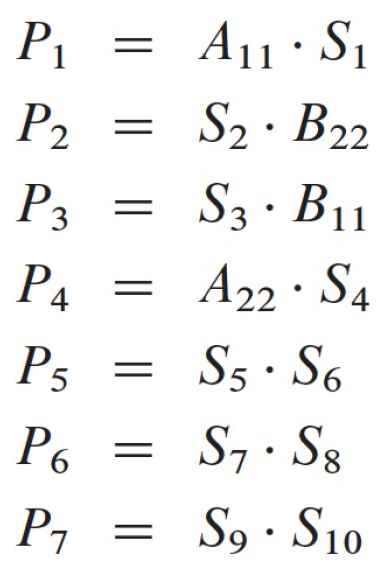 P₁ = A₁₁ · S₁
P₂ = S₂ · B₂₂
P₃ = S₃ · B₁₁
P₄ = A₂₂ · S₄
P₅ = S₅ · S₆
P₆ = S₇ · S₈
P₇ = S₉ · S₁₀